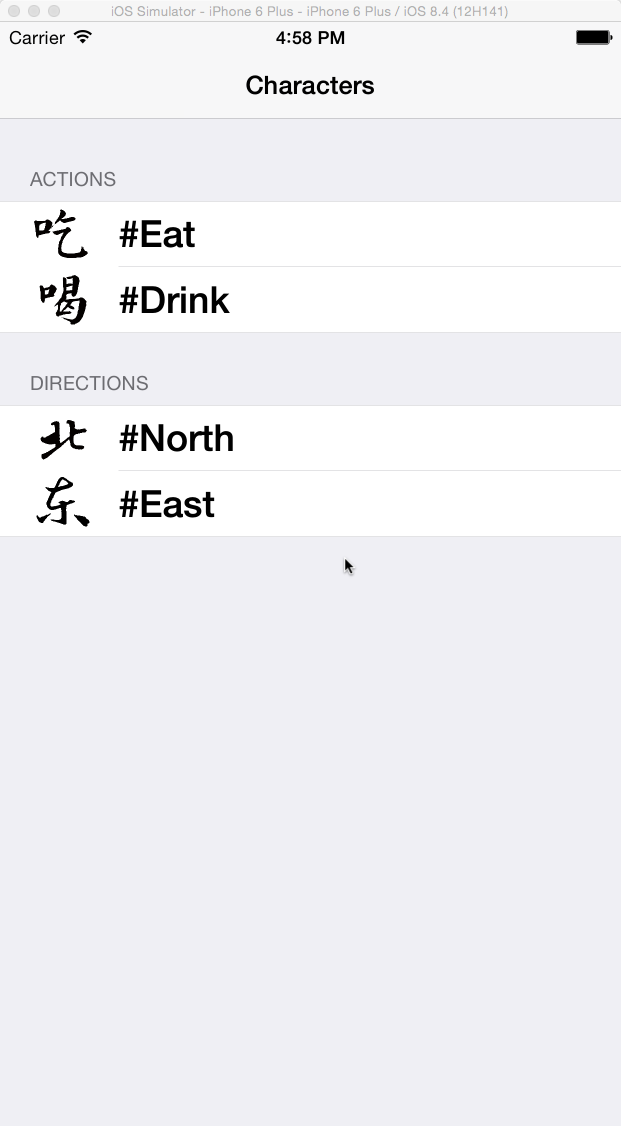 iOS Simulator - iPhone 6 Plus - iPhone 6 Plus / iOS 8.4 (12H141)
Carrier 4:58 PM
Characters
ACTIONS
吃 #Eat
喝 #Drink
DIRECTIONS
北 #North
东 #East